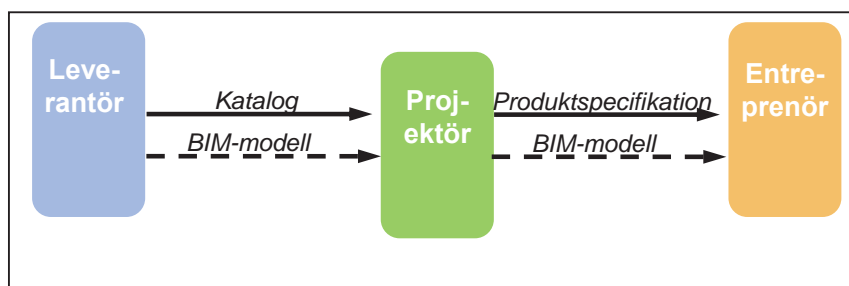 Leve-
rantör
Katalog
BIM-modell
Proj-
ektör
Produktspecifikation
BIM-modell
Entre-
prenör